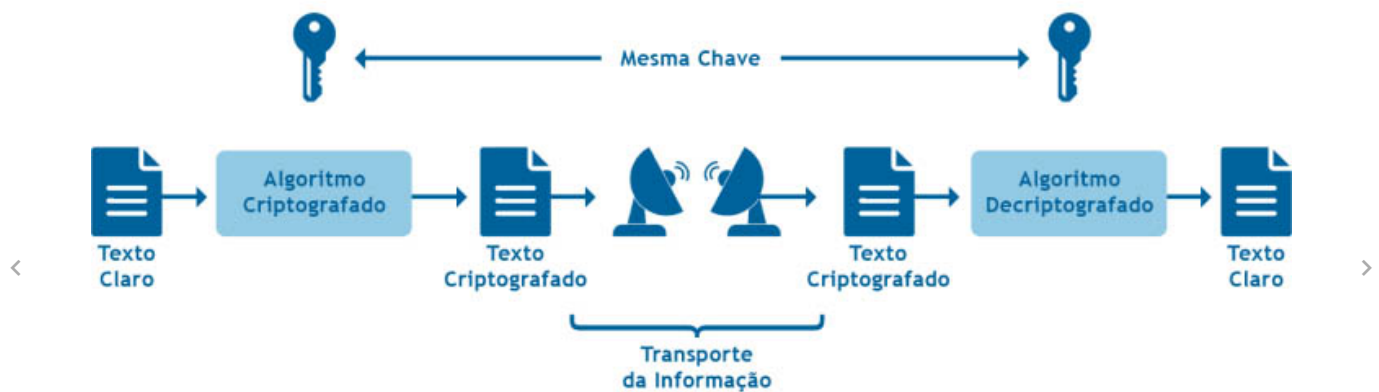 Mesma Chave
Algoritmo
Criptografado
Algoritmo
Decriptografado
Texto
Claro
Texto
Criptografado
Texto
Criptografado
Texto
Claro
Transporte
da Informação